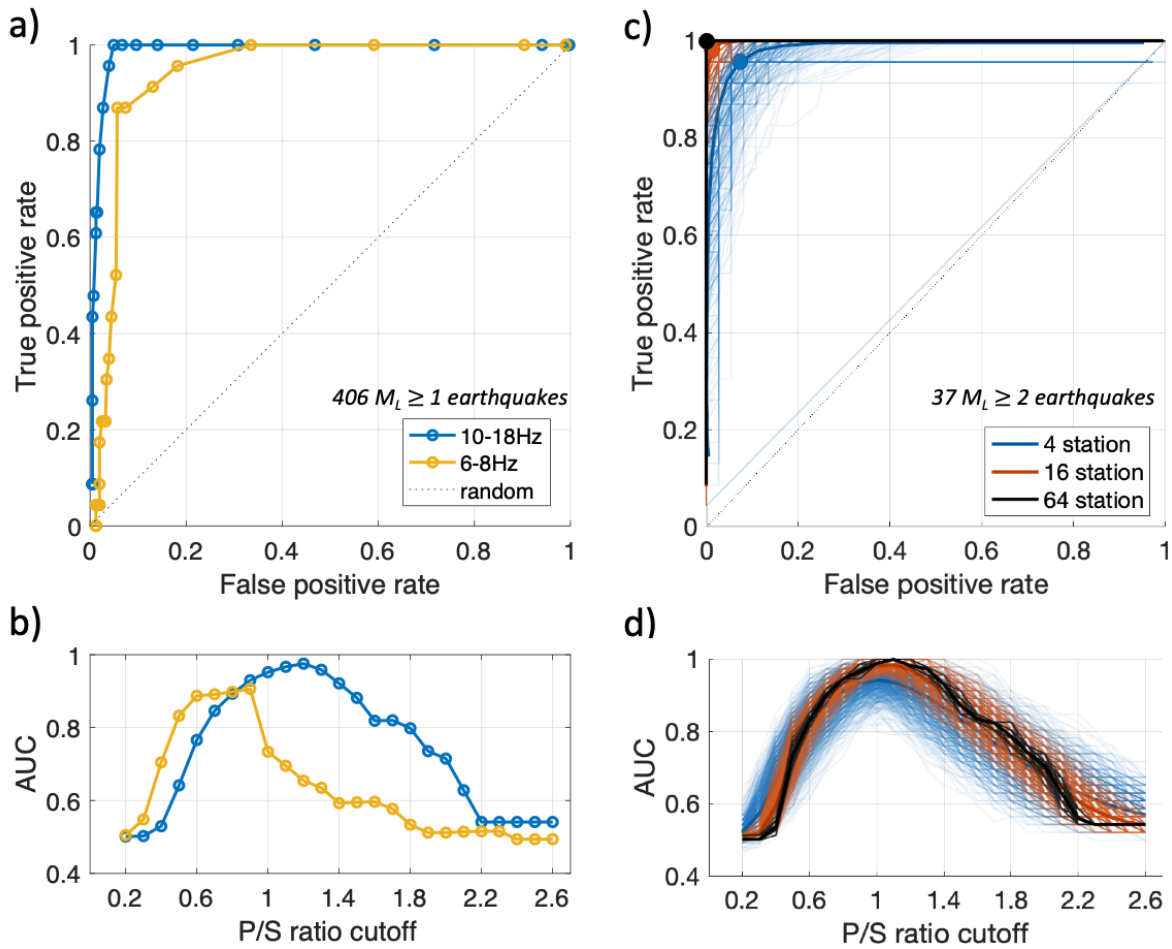 a)
1
0.8
0.6
0.4
0.2
0
True positive rate
406 M_L ≥ 1 earthquakes
10-18Hz
6-8Hz
random
0 0.2 0.4 0.6 0.8 1
False positive rate
c)
1
0.8
0.6
0.4
0.2
0
True positive rate
37 M_L ≥ 2 earthquakes
4 station
16 station
64 station
0 0.2 0.4 0.6 0.8 1
False positive rate
b)
1
0.8
0.6
0.4
AUC
0.2 0.6 1 1.4 1.8 2.2 2.6
P/S ratio cutoff
d)
1
0.8
0.6
0.4
AUC
0.2 0.6 1 1.4 1.8 2.2 2.6
P/S ratio cutoff